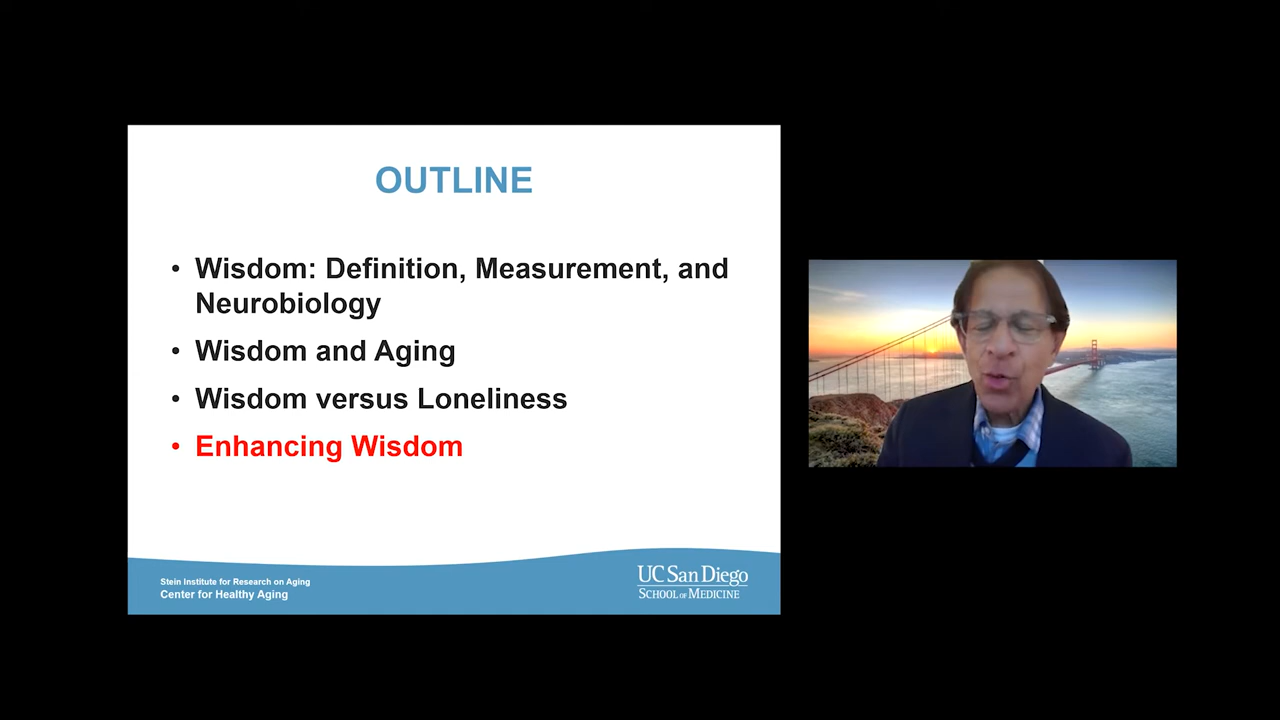 OUTLINE
• Wisdom: Definition, Measurement, and
Neurobiology
• Wisdom and Aging
• Wisdom versus Loneliness
• Enhancing Wisdom
Stein Institute for Research on Aging
Center for Healthy Aging
UC San Diego
SCHOOL OF MEDICINE